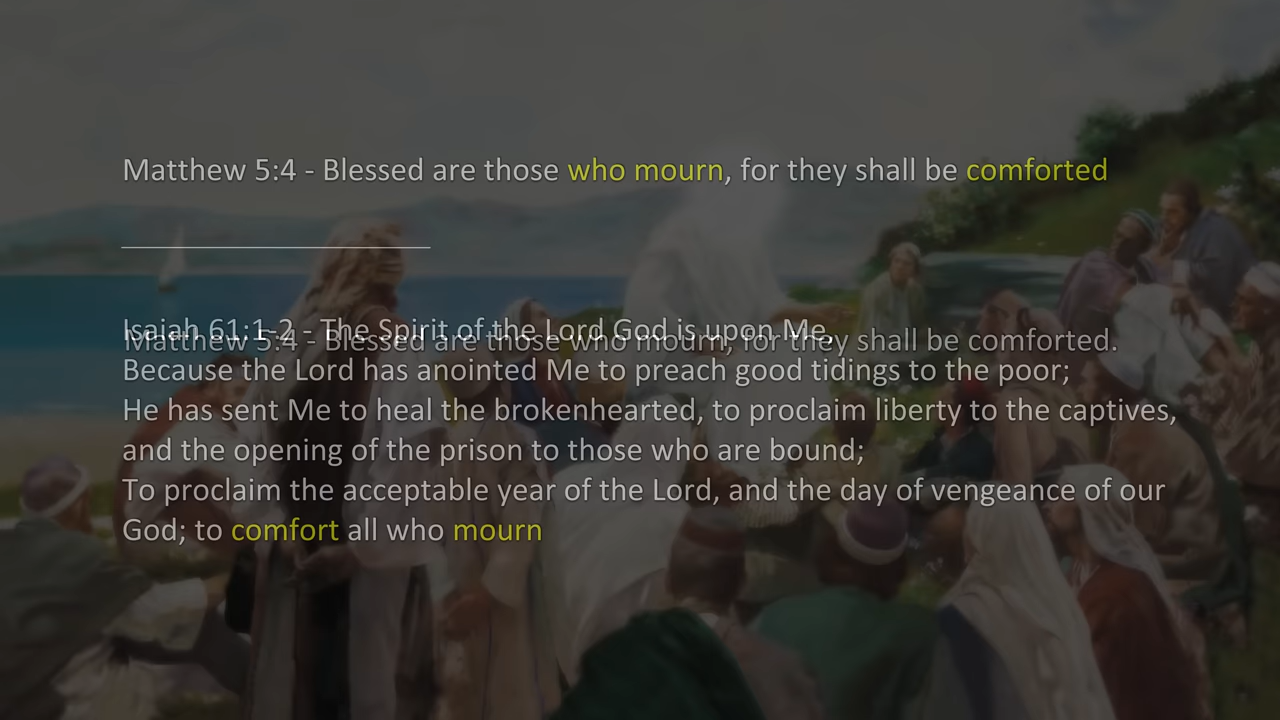 Matthew 5:4 - Blessed are those who mourn, for they shall be comforted
Isaiah 61:1-2 - The Spirit of the Lord God is upon Me,
Matthew 5:4 - Blessed are those who mourn, for they shall be comforted.
Because the Lord has anointed Me to preach good tidings to the poor;
He has sent Me to heal the brokenhearted, to proclaim liberty to the captives,
and the opening of the prison to those who are bound;
To proclaim the acceptable year of the Lord, and the day of vengeance of our
God; to comfort all who mourn